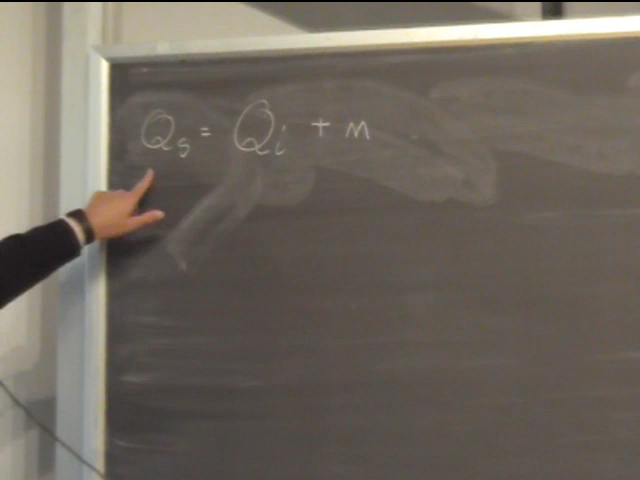 Qs = Qi + m